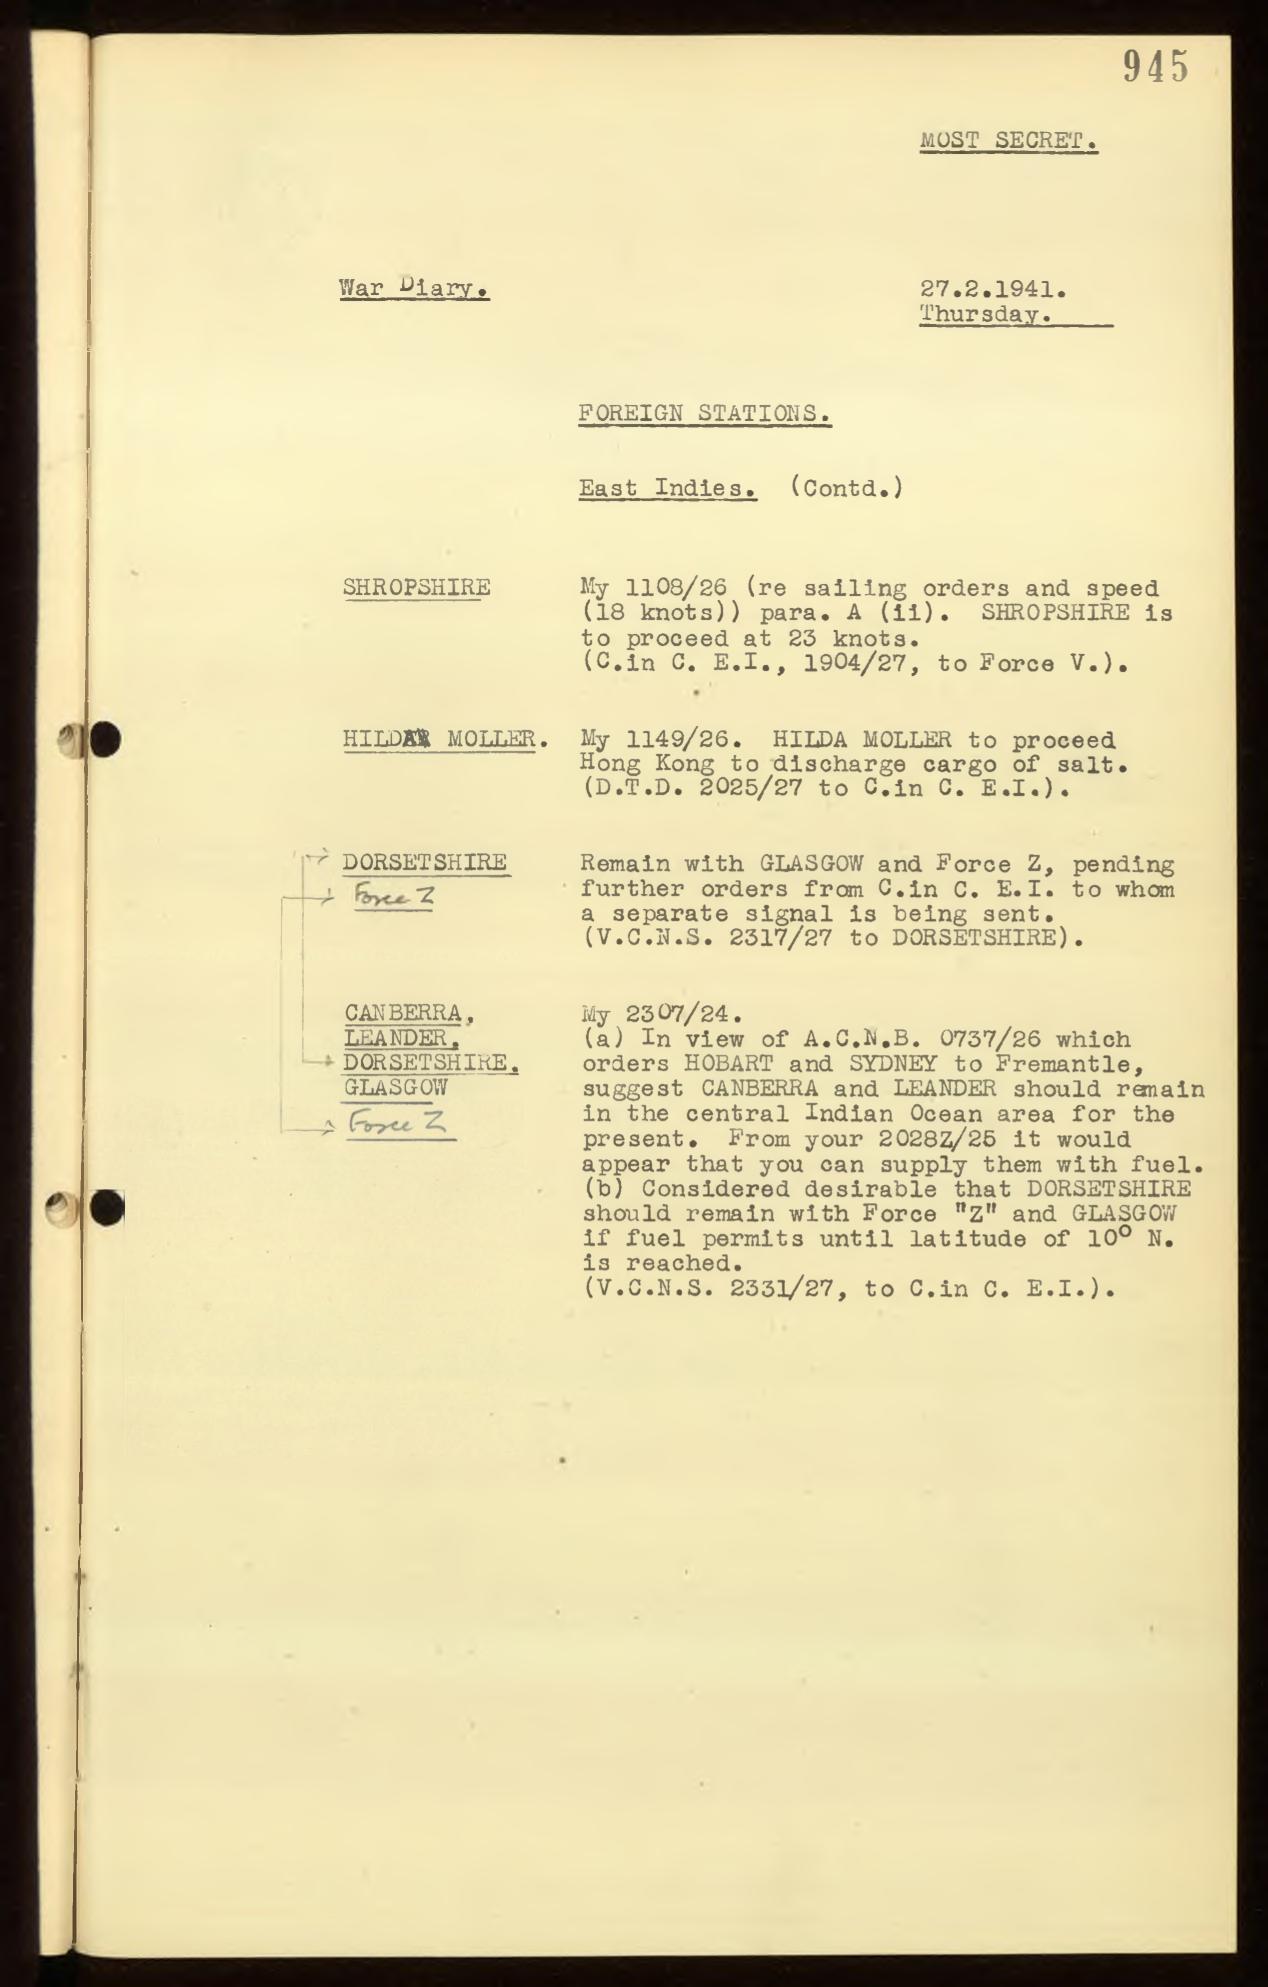 945
MOST SECRET.
War Diary.
27.2.1941.
Thursday.
FOREIGN STATIONS.
East Indies. (Contd.)
SHROPSHIRE
My 1108/26 (re sailing orders and speed
(18 knots)) para. A (ii). SHROPSHIRE is
to proceed at 23 knots.
(C.in C. E.I., 1904/27, to Force V.).
HILDA MOLLER.
My 1149/26. HILDA MOLLER to proceed
Hong Kong to discharge cargo of salt.
(D.T.D. 2025/27 to C.in C. E.I.).
DORSETSHIRE
Force Z
Remain with GLASGOW and Force Z, pending
further orders from C.in C. E.I. to whom
a separate signal is being sent.
(V.C.N.S. 2317/27 to DORSETSHIRE).
CANBERRA,
LEANDER,
DORSETSHIRE,
GLASGOW
Force Z
My 2307/24.
(a) In view of A.C.N.B. 0737/26 which
orders HOBART and SYDNEY to Fremantle,
suggest CANBERRA and LEANDER should remain
in the central Indian Ocean area for the
present. From your 2028Z/25 it would
appear that you can supply them with fuel.
(b) Considered desirable that DORSETSHIRE
should remain with Force "Z" and GLASGOW
if fuel permits until latitude of 10° N.
is reached.
(V.C.N.S. 2331/27, to C.in C. E.I.).